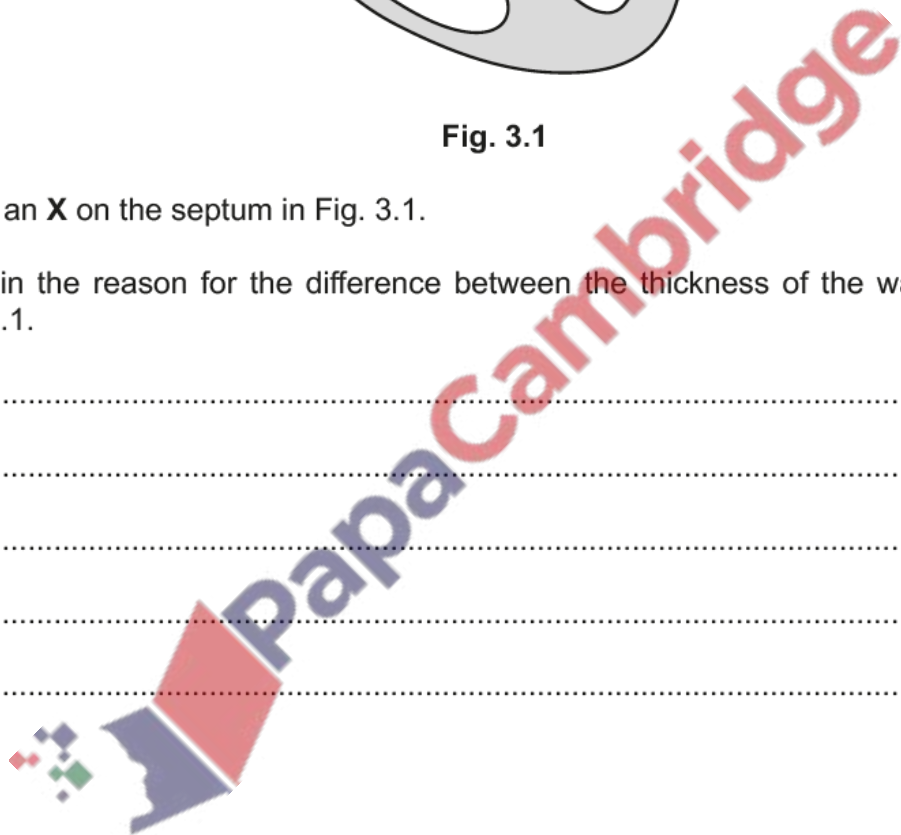 Fig. 3.1
an X on the septum in Fig. 3.1.
in the reason for the difference between the thickness of the wa
.1.
PapaCambridge